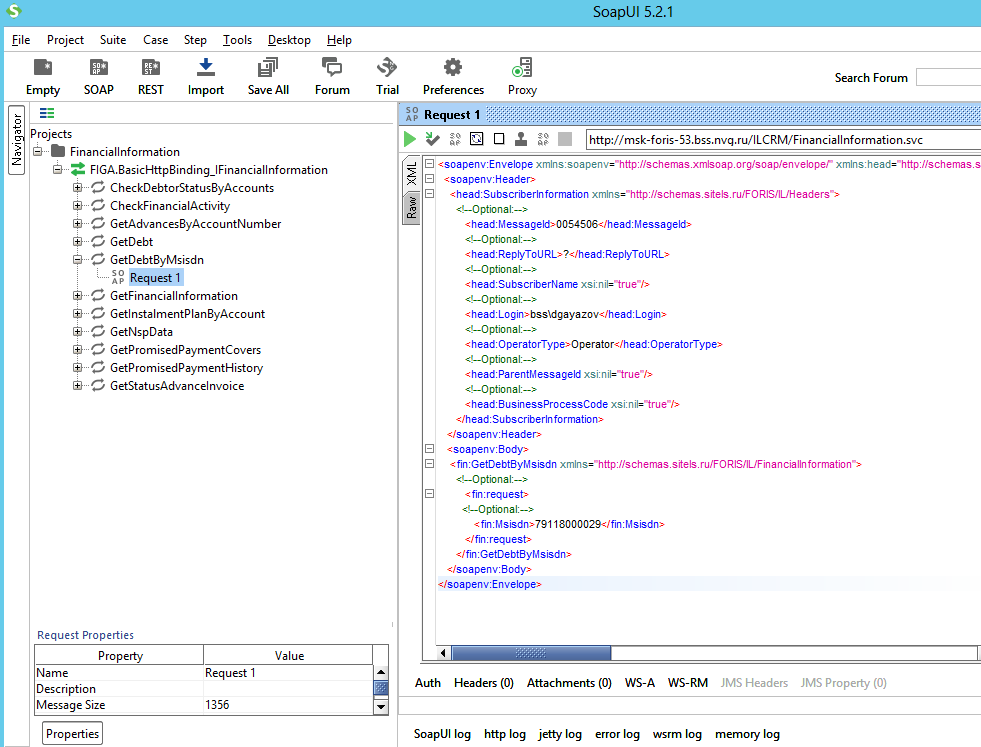 SoapUI 5.2.1
File Project Suite Case Step Tools Desktop Help
Empty SOAP REST Import Save All Forum Trial Preferences Proxy Search Forum
Navigator
Projects
FinancialInformation
FIGA.BasicHttpBinding_IFinancialInformation
CheckDebtorStatusByAccounts
CheckFinancialActivity
GetAdvancesByAccountNumber
GetDebt
GetDebtByMsisdn
Request 1
GetFinancialInformation
GetInstalmentPlanByAccount
GetNspData
GetPromisedPaymentCovers
GetPromisedPaymentHistory
GetStatusAdvanceInvoice
Request Properties
Property Value
Name Request 1
Description
Message Size 1356
Properties
Request 1
http://msk-foris-53.bss.nvq.ru/ILCRM/FinancialInformation.svc
XML
Raw
<soapenv:Envelope xmlns:soapenv="http://schemas.xmlsoap.org/soap/envelope/" xmlns:head="http://schemas.s
<soapenv:Header>
<head:SubscriberInformation xmlns="http://schemas.sitels.ru/FORIS/IL/Headers">
<!--Optional:-->
<head:MessageId>0054506</head:MessageId>
<!--Optional:-->
<head:ReplyToURL>?</head:ReplyToURL>
<!--Optional:-->
<head:SubscriberName xsi:nil="true"/>
<!--Optional:-->
<head:Login>bss\dgayazov</head:Login>
<!--Optional:-->
<head:OperatorType>Operator</head:OperatorType>
<!--Optional:-->
<head:ParentMessageId xsi:nil="true"/>
<!--Optional:-->
<head:BusinessProcessCode xsi:nil="true"/>
</head:SubscriberInformation>
</soapenv:Header>
<soapenv:Body>
<fin:GetDebtByMsisdn xmlns="http://schemas.sitels.ru/FORIS/IL/FinancialInformation">
<!--Optional:-->
<fin:request>
<!--Optional:-->
<fin:Msisdn>79118000029</fin:Msisdn>
</fin:request>
</fin:GetDebtByMsisdn>
</soapenv:Body>
</soapenv:Envelope>
Auth Headers (0) Attachments (0) WS-A WS-RM JMS Headers JMS Property (0)
SoapUI log http log jetty log error log wsrm log memory log